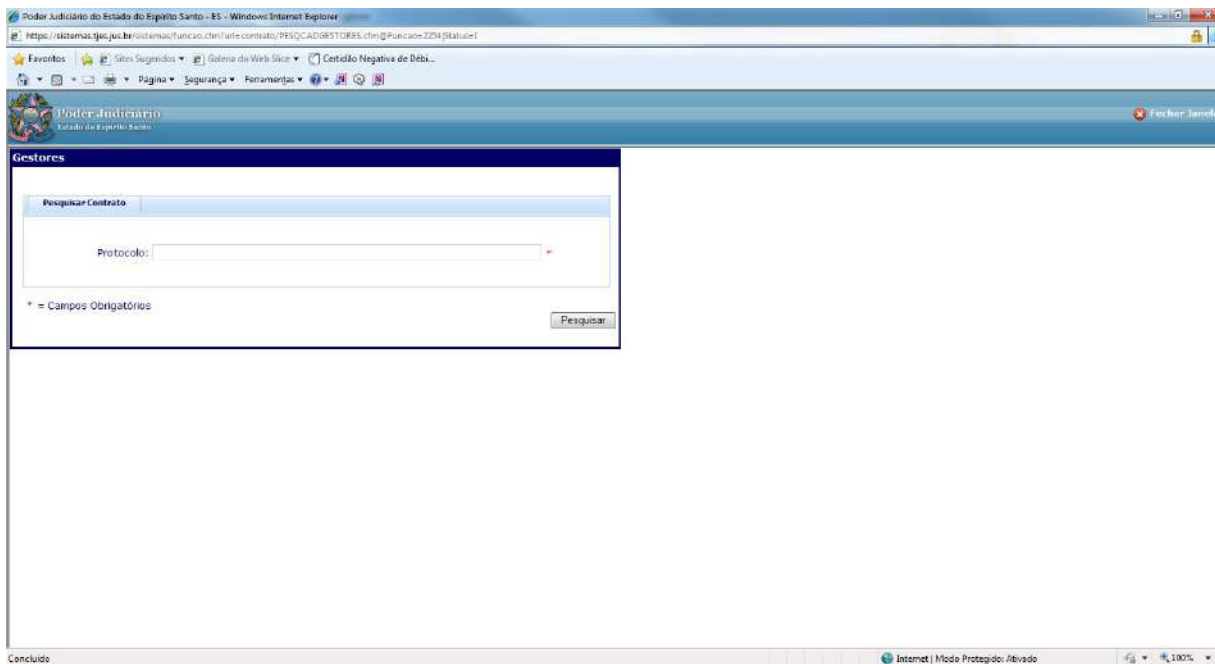 Poder Judiciário do Estado do Espírito Santo - ES - Windows Internet Explorer
https://sistemas.tjes.jus.br/sistemas/funcao.cfm?url=contrato/PESQCADGESTORES.cfm@Funcao=2254|Status=1
Favoritos Sites Sugeridos Galeria do Web Slice Certidão Negativa de Débi...
Página Segurança Ferramentas
Poder Judiciário
Estado do Espírito Santo
Fechar Janela
Gestores
Pesquisar Contrato
Protocolo: *
* = Campos Obrigatórios
Pesquisar
Concluído Internet | Modo Protegido: Ativado 100%